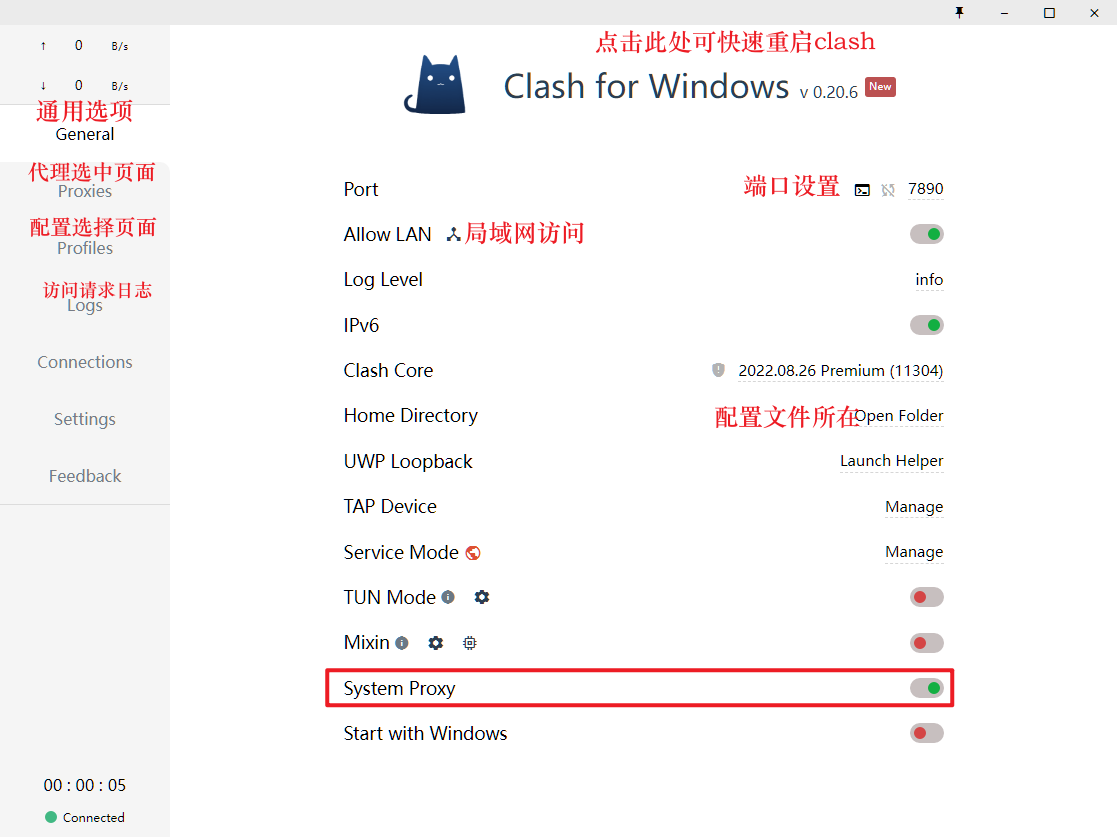 ↑ 0 B/s
↓ 0 B/s
通用选项
General
代理选中页面
Proxies
配置选择页面
Profiles
访问请求日志
Logs
Connections
Settings
Feedback
00 : 00 : 05
Connected
点击此处可快速重启clash
Clash for Windows v 0.20.6 New
Port 端口设置 7890
Allow LAN 局域网访问
Log Level info
IPv6
Clash Core 2022.08.26 Premium (11304)
Home Directory 配置文件所在 Open Folder
UWP Loopback Launch Helper
TAP Device Manage
Service Mode Manage
TUN Mode
Mixin
System Proxy
Start with Windows